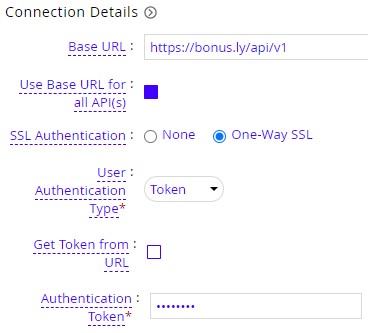 Connection Details
Base URL : https://bonus.ly/api/v1
Use Base URL for :
all API(s)
SSL Authentication : None One-Way SSL
User :
Authentication
Type* Token
Get Token from :
URL
Authentication :
Token* ••••••••